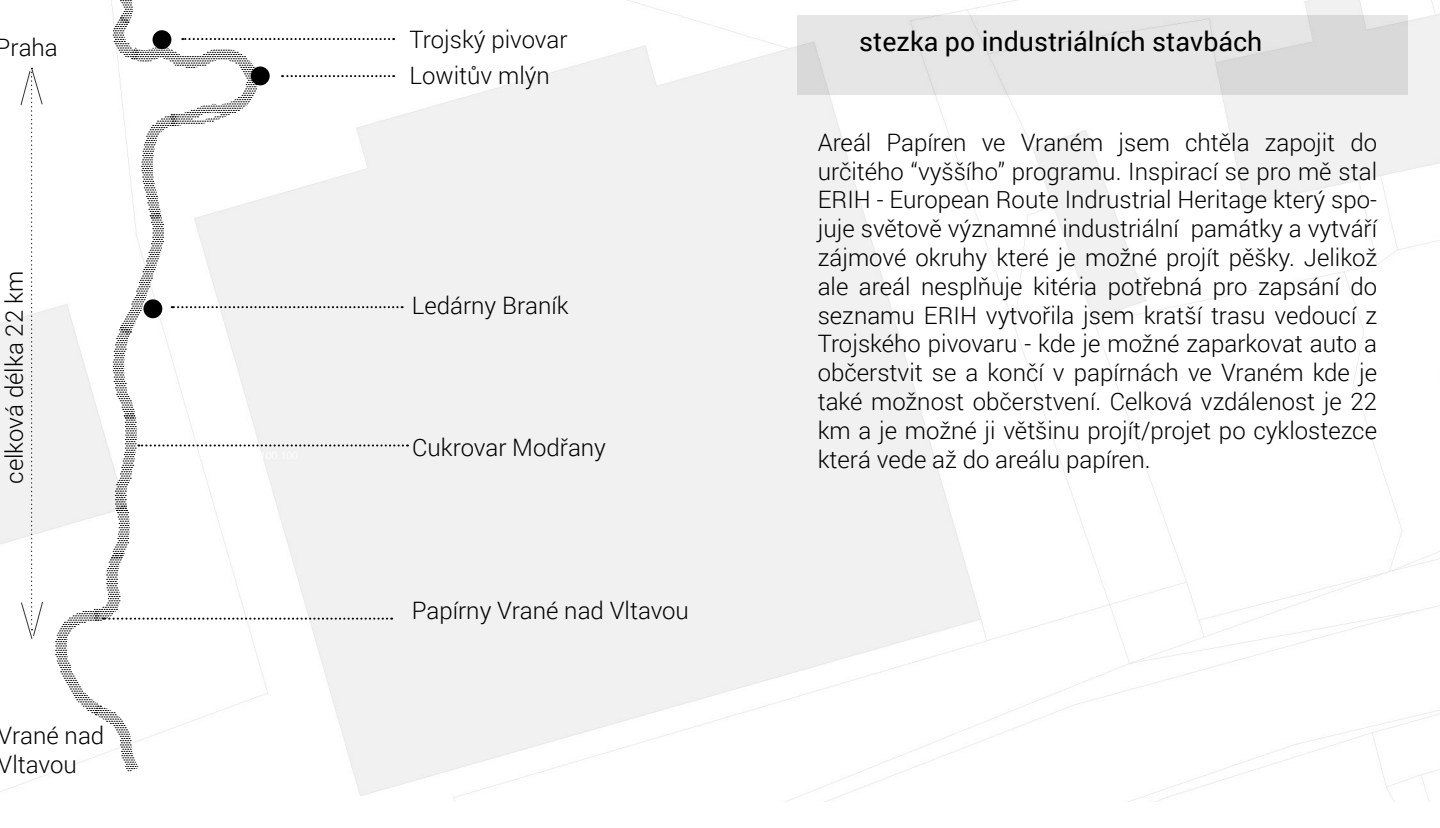 Praha
Trojský pivovar
Lowitův mlýn
celková délka 22 km
Ledárny Braník
Cukrovar Modřany
Papírny Vrané nad Vltavou
Vrané nad
Vltavou
stezka po industriálních stavbách
Areál Papíren ve Vraném jsem chtěla zapojit do
určitého “vyššího” programu. Inspirací se pro mě stal
ERIH - European Route Indrustrial Heritage který spo-
juje světově významné industriální památky a vytváří
zájmové okruhy které je možné projít pěšky. Jelikož
ale areál nesplňuje kitéria potřebná pro zapsání do
seznamu ERIH vytvořila jsem kratší trasu vedoucí z
Trojského pivovaru - kde je možné zaparkovat auto a
občerstvit se a končí v papírnách ve Vraném kde je
také možnost občerstvení. Celková vzdálenost je 22
km a je možné ji většinu projít/projet po cyklostezce
která vede až do areálu papíren.